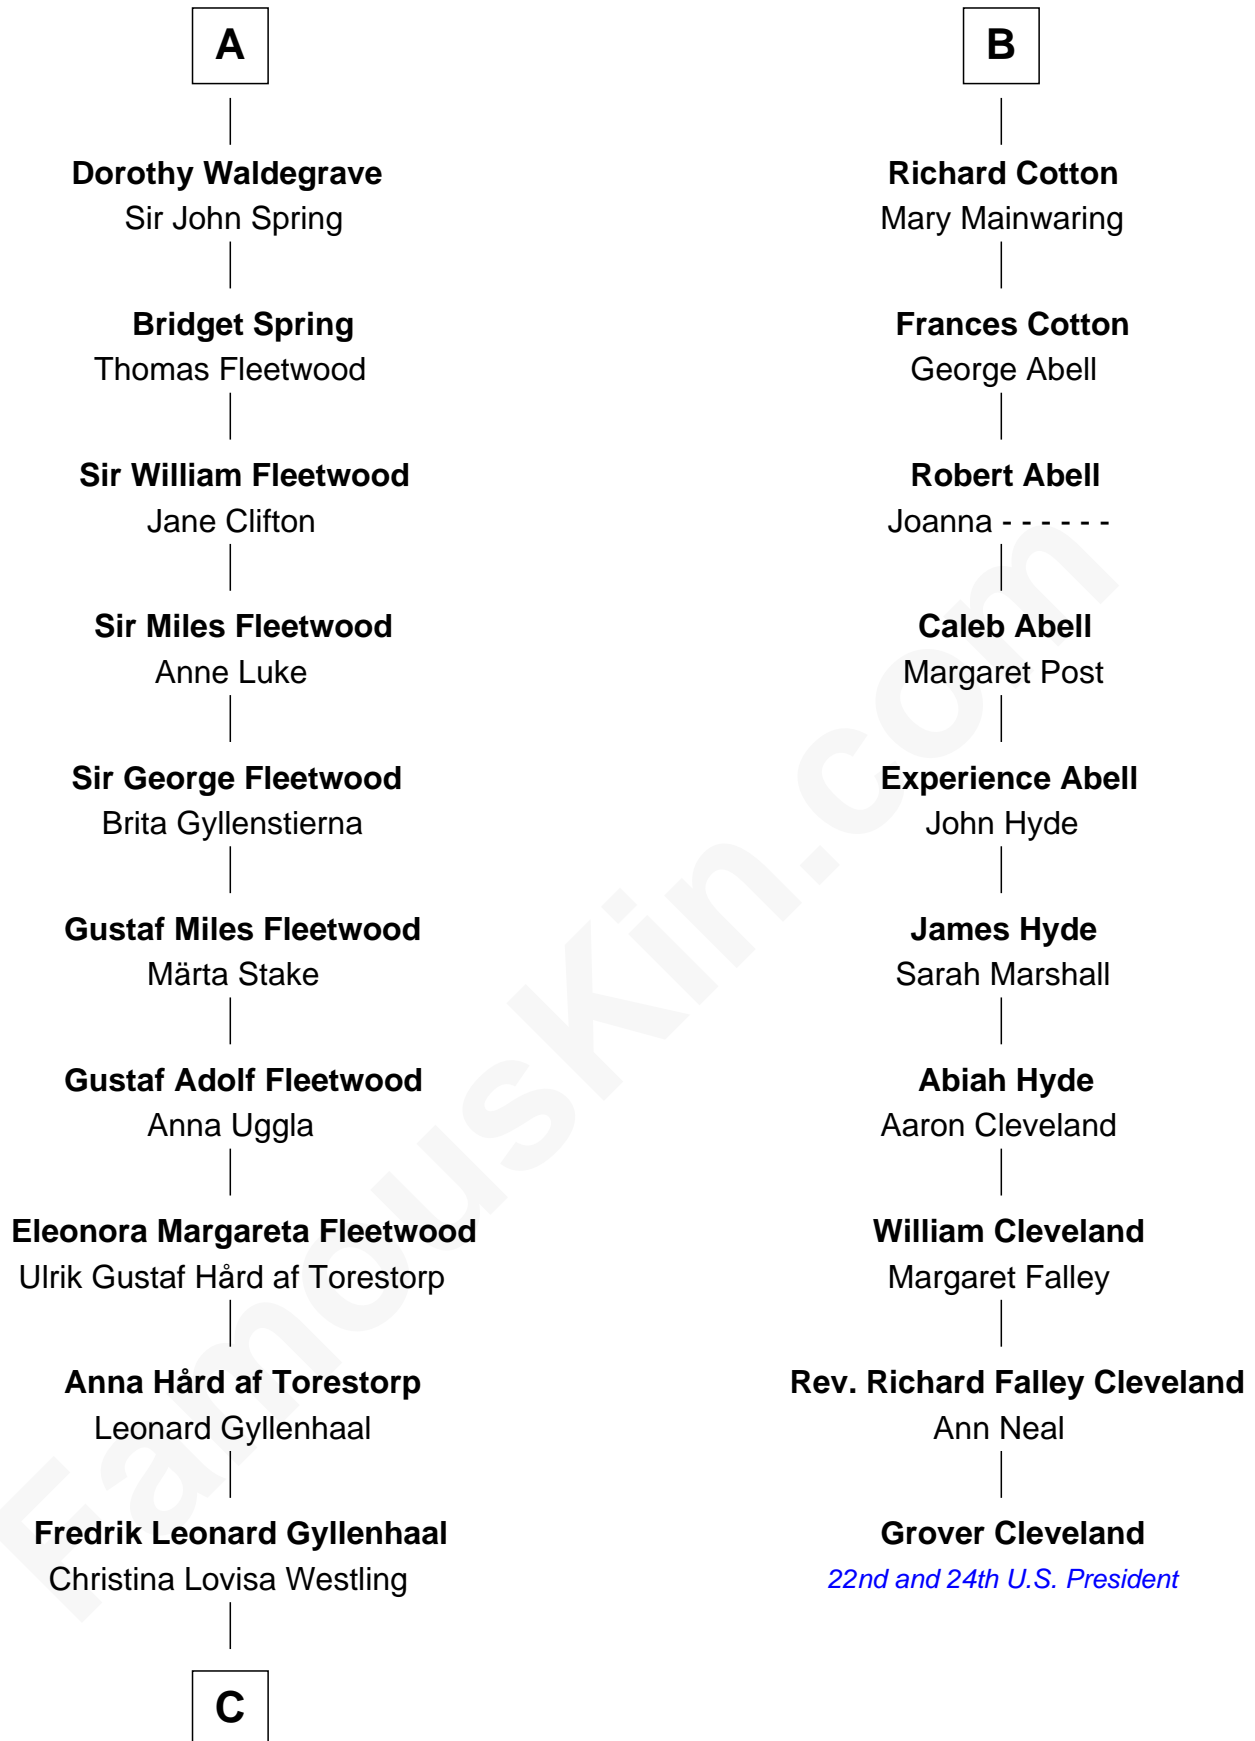 A
Dorothy Waldegrave
Sir John Spring
Bridget Spring
Thomas Fleetwood
Sir William Fleetwood
Jane Clifton
Sir Miles Fleetwood
Anne Luke
Sir George Fleetwood
Brita Gyllenstierna
Gustaf Miles Fleetwood
Märta Stake
Gustaf Adolf Fleetwood
Anna Uggla
Eleonora Margareta Fleetwood
Ulrik Gustaf Hård af Torestorp
Anna Hård af Torestorp
Leonard Gyllenhaal
Fredrik Leonard Gyllenhaal
Christina Lovisa Westling
C
B
Richard Cotton
Mary Mainwaring
Frances Cotton
George Abell
Robert Abell
Joanna - - - - - -
Caleb Abell
Margaret Post
Experience Abell
John Hyde
James Hyde
Sarah Marshall
Abiah Hyde
Aaron Cleveland
William Cleveland
Margaret Falley
Rev. Richard Falley Cleveland
Ann Neal
Grover Cleveland
22nd and 24th U.S. President
FamousKin.com